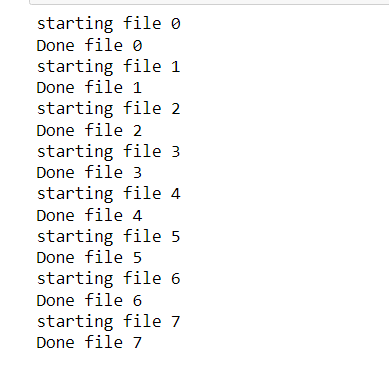 starting file 0
Done file 0
starting file 1
Done file 1
starting file 2
Done file 2
starting file 3
Done file 3
starting file 4
Done file 4
starting file 5
Done file 5
starting file 6
Done file 6
starting file 7
Done file 7